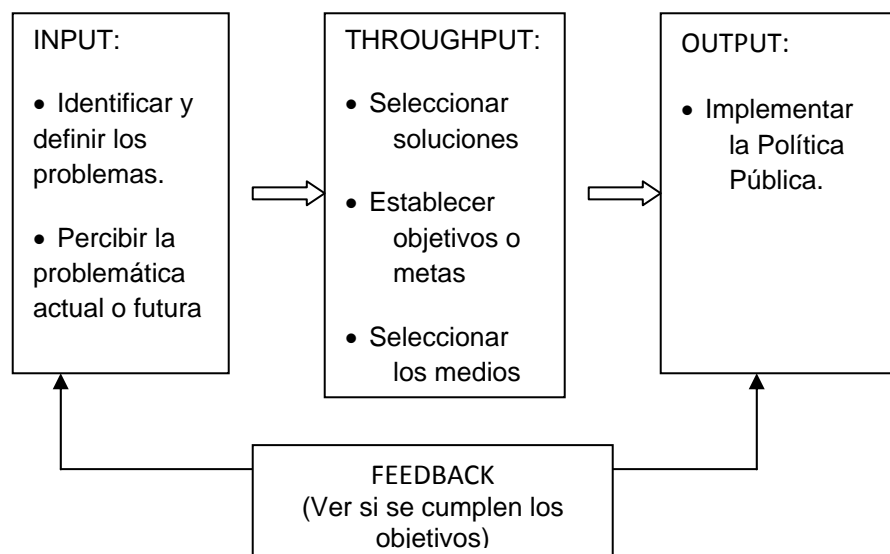 INPUT:
• Identificar y
definir los
problemas.
• Percibir la
problemática
actual o futura
THROUGHPUT:
• Seleccionar
soluciones
• Establecer
objetivos o
metas
• Seleccionar
los medios
OUTPUT:
• Implementar
la Política
Pública.
FEEDBACK
(Ver si se cumplen los
objetivos)